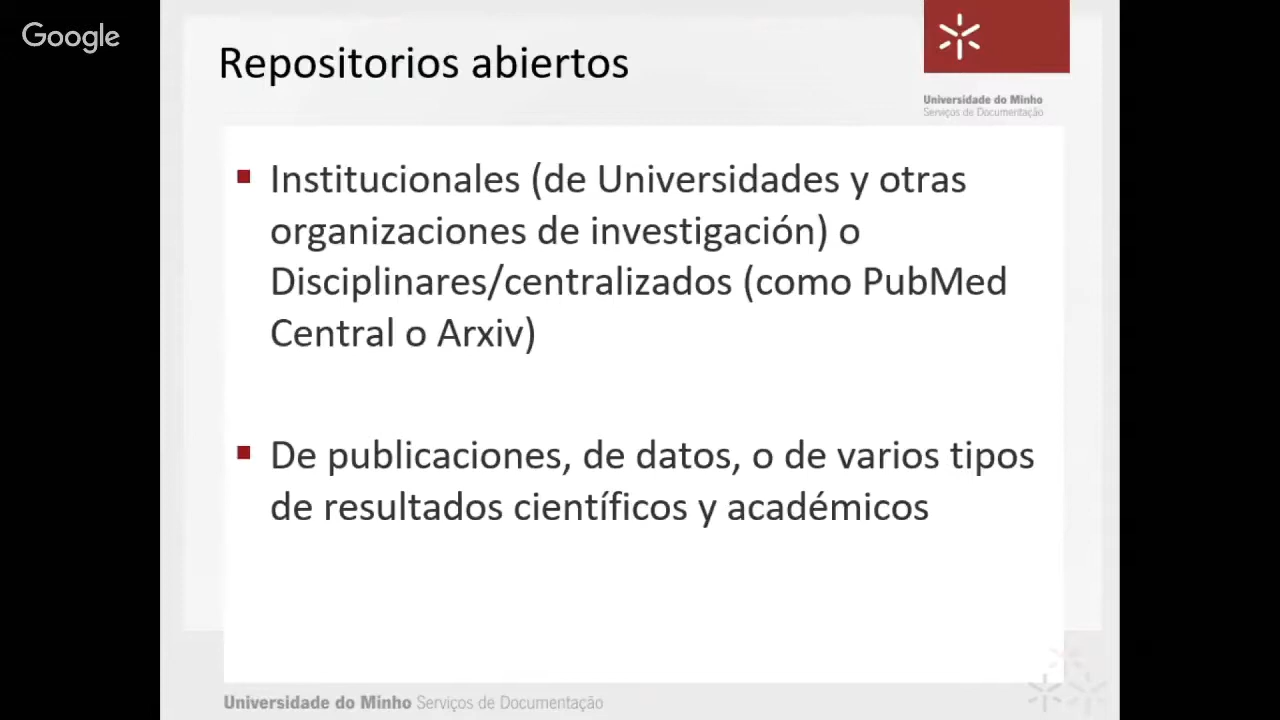 Google
Repositorios abiertos
Universidade do Minho
Serviços de Documentação
Institucionales (de Universidades y otras
organizaciones de investigación) o
Disciplinares/centralizados (como PubMed
Central o Arxiv)
De publicaciones, de datos, o de varios tipos
de resultados científicos y académicos
Universidade do Minho Serviços de Documentação